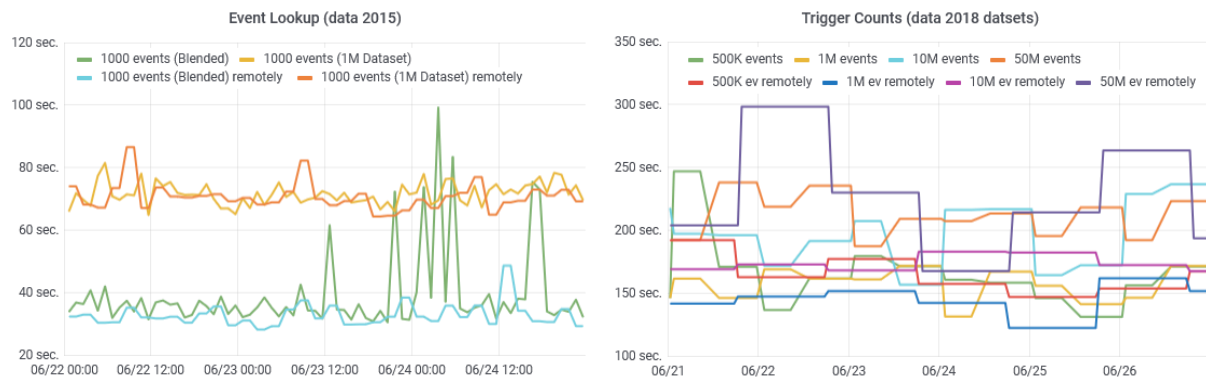 Event Lookup (data 2015)
120 sec.
100 sec.
80 sec.
60 sec.
40 sec.
20 sec.
1000 events (Blended) 1000 events (1M Dataset)
1000 events (Blended) remotely 1000 events (1M Dataset) remotely
06/22 00:00 06/22 12:00 06/23 00:00 06/23 12:00 06/24 00:00 06/24 12:00
Trigger Counts (data 2018 datsets)
350 sec.
300 sec.
250 sec.
200 sec.
150 sec.
100 sec.
500K events 1M events 10M events 50M events
500K ev remotely 1M ev remotely 10M ev remotely 50M ev remotely
06/21 06/22 06/23 06/24 06/25 06/26